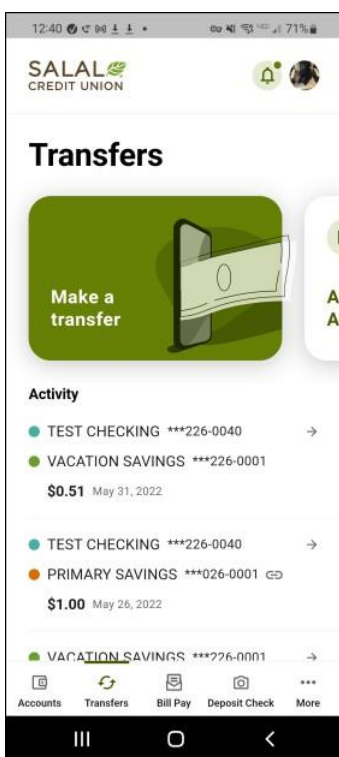 12:40 71%
SALAL
CREDIT UNION
Transfers
Make a
transfer
A
A
Activity
TEST CHECKING ***226-0040
VACATION SAVINGS ***226-0001
$0.51 May 31, 2022
TEST CHECKING ***226-0040
PRIMARY SAVINGS ***026-0001
$1.00 May 26, 2022
VACATION SAVINGS ***226-0001
Accounts Transfers Bill Pay Deposit Check More